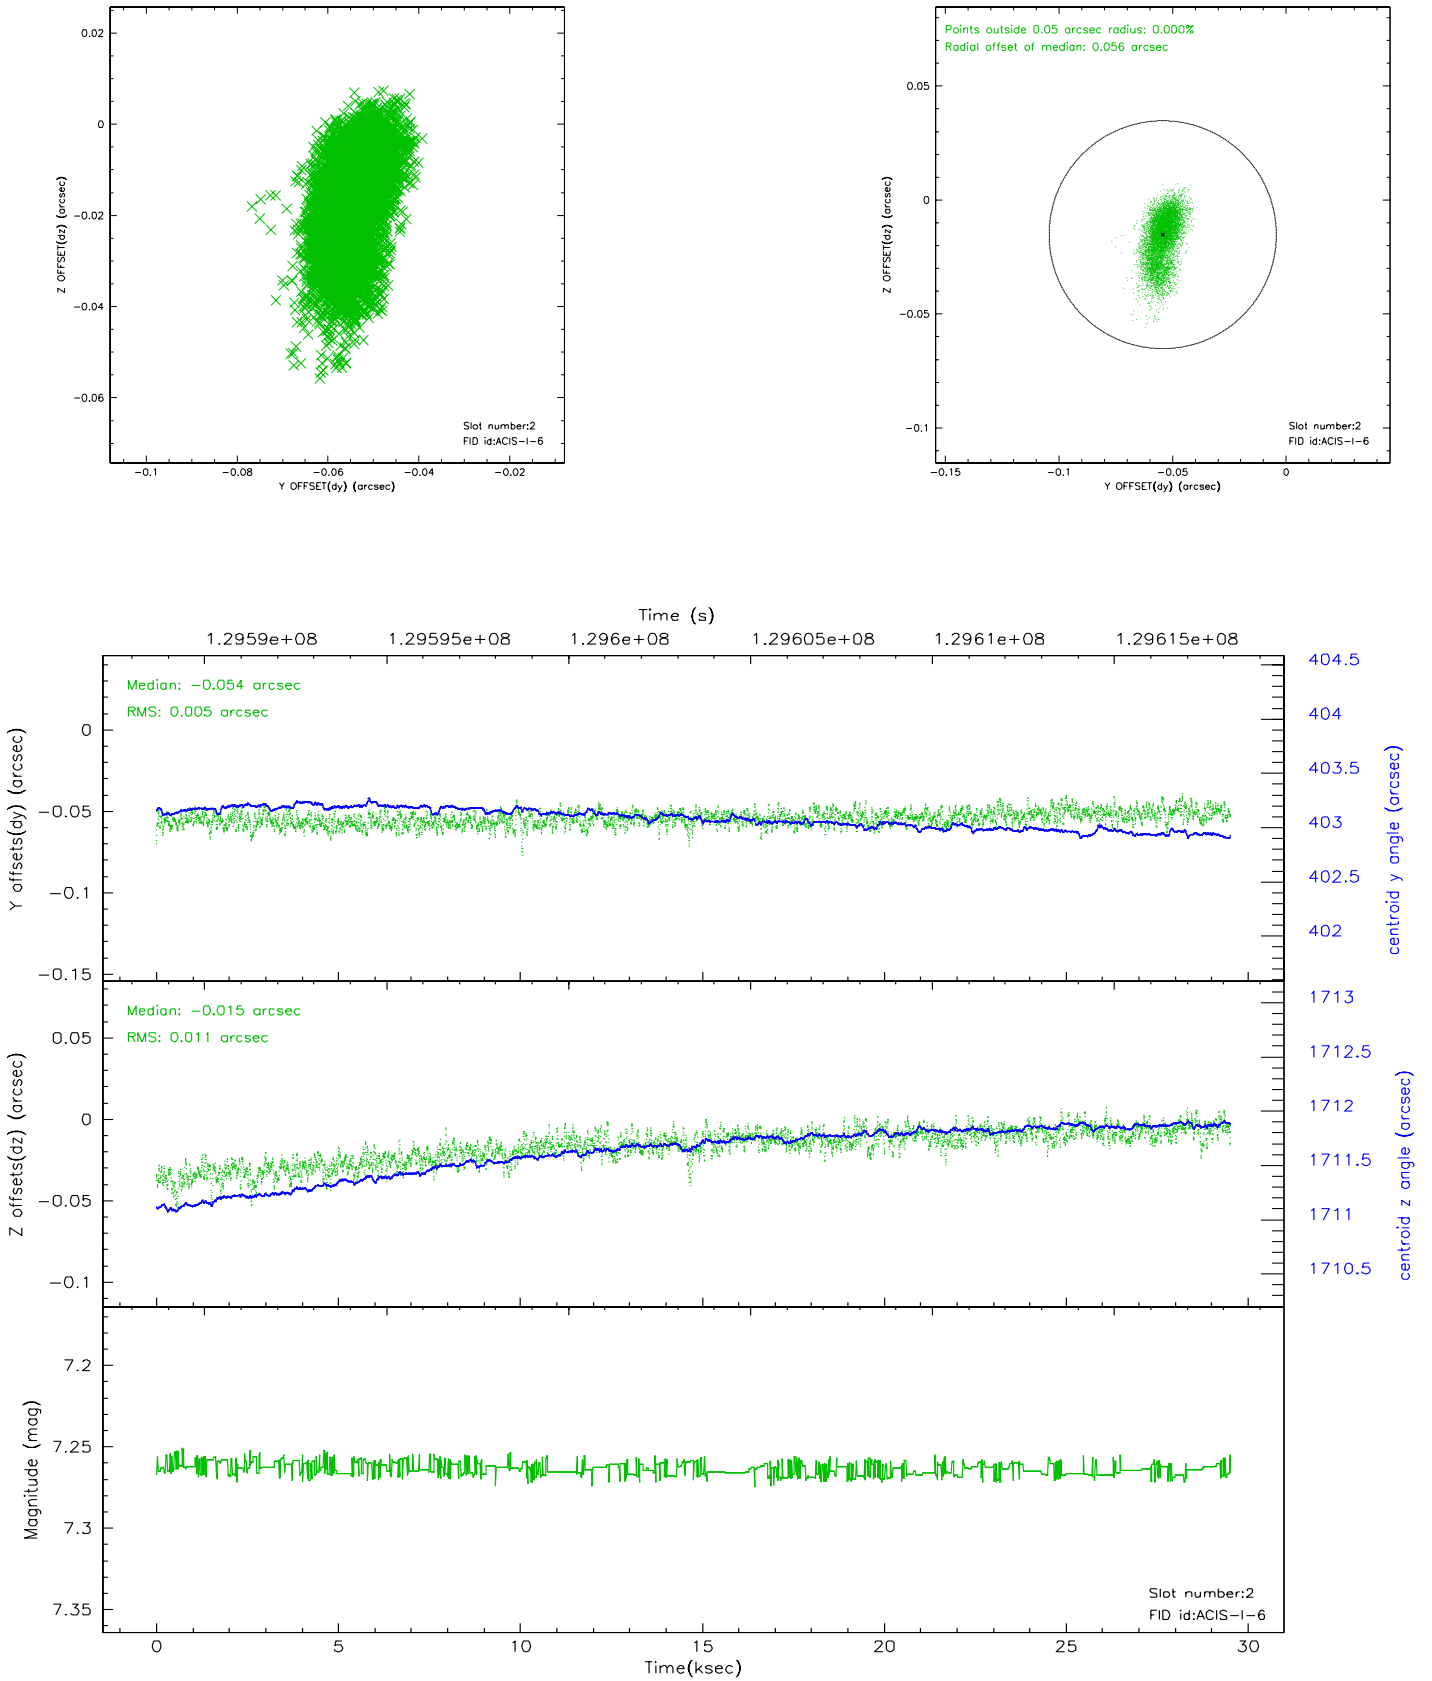 0.02
0
−0.02
−0.04
−0.06
Z OFFSET(dz) (arcsec)
Slot number:2
FID id:ACIS−I−6
−0.1 −0.08 −0.06 −0.04 −0.02
Y OFFSET(dy) (arcsec)
Points outside 0.05 arcsec radius: 0.000%
Radial offset of median: 0.056 arcsec
0.05
0
−0.05
−0.1
Z OFFSET(dz) (arcsec)
Slot number:2
FID id:ACIS−I−6
−0.15 −0.1 −0.05 0
Y OFFSET(dy) (arcsec)
Time (s)
1.2959e+08 1.29595e+08 1.296e+08 1.29605e+08 1.2961e+08 1.29615e+08
Median: −0.054 arcsec
RMS: 0.005 arcsec
0
−0.05
−0.1
−0.15
Y offsets(dy) (arcsec)
404.5
404
403.5
403
402.5
402
centroid y angle (arcsec)
Median: −0.015 arcsec
RMS: 0.011 arcsec
0.05
0
−0.05
−0.1
Z offsets(dz) (arcsec)
1713
1712.5
1712
1711.5
1711
1710.5
centroid z angle (arcsec)
7.2
7.25
7.3
7.35
Magnitude (mag)
Slot number:2
FID id:ACIS−I−6
0 5 10 15 20 25 30
Time(ksec)